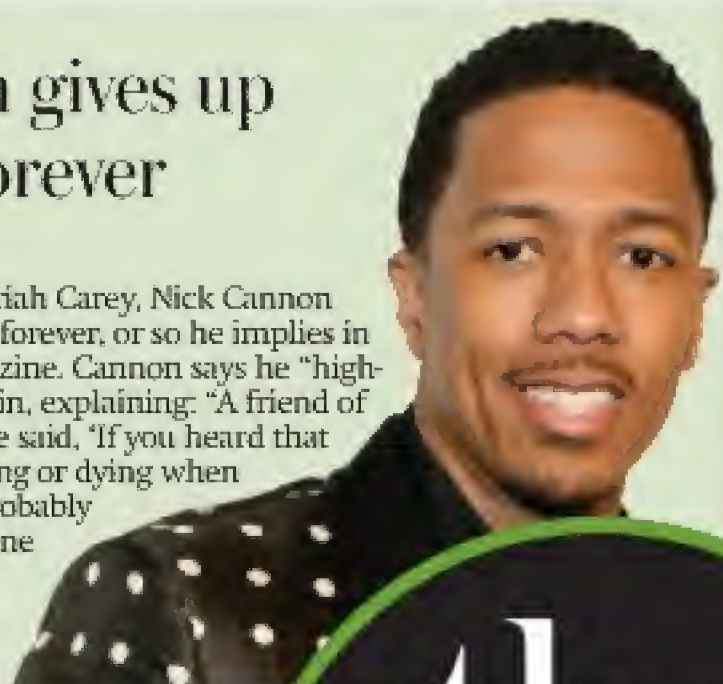 gives up
orever
riah Carey, Nick Cannon
forever, or so he implies in
zine. Cannon says he “high-
in, explaining: “A friend of
e said, ‘If you heard that
ng or dying when
obably
ne